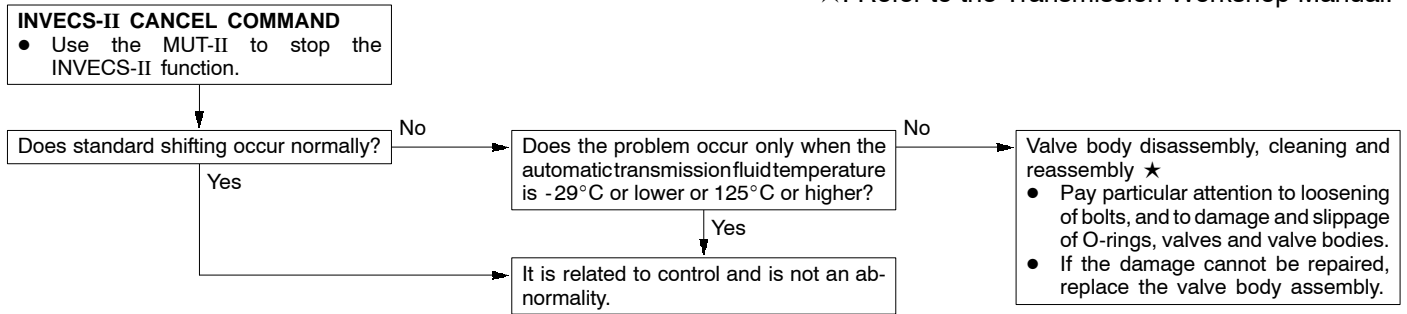 ★: Refer to the Transmission Workshop Manual.
INVECS-II CANCEL COMMAND
● Use the MUT-II to stop the
INVECS-II function.
Does standard shifting occur normally?
No
Yes
Does the problem occur only when the
automatic transmission fluid temperature
is -29°C or lower or 125°C or higher?
No
Yes
It is related to control and is not an ab-
normality.
Valve body disassembly, cleaning and
reassembly ★
● Pay particular attention to loosening
of bolts, and to damage and slippage
of O-rings, valves and valve bodies.
● If the damage cannot be repaired,
replace the valve body assembly.